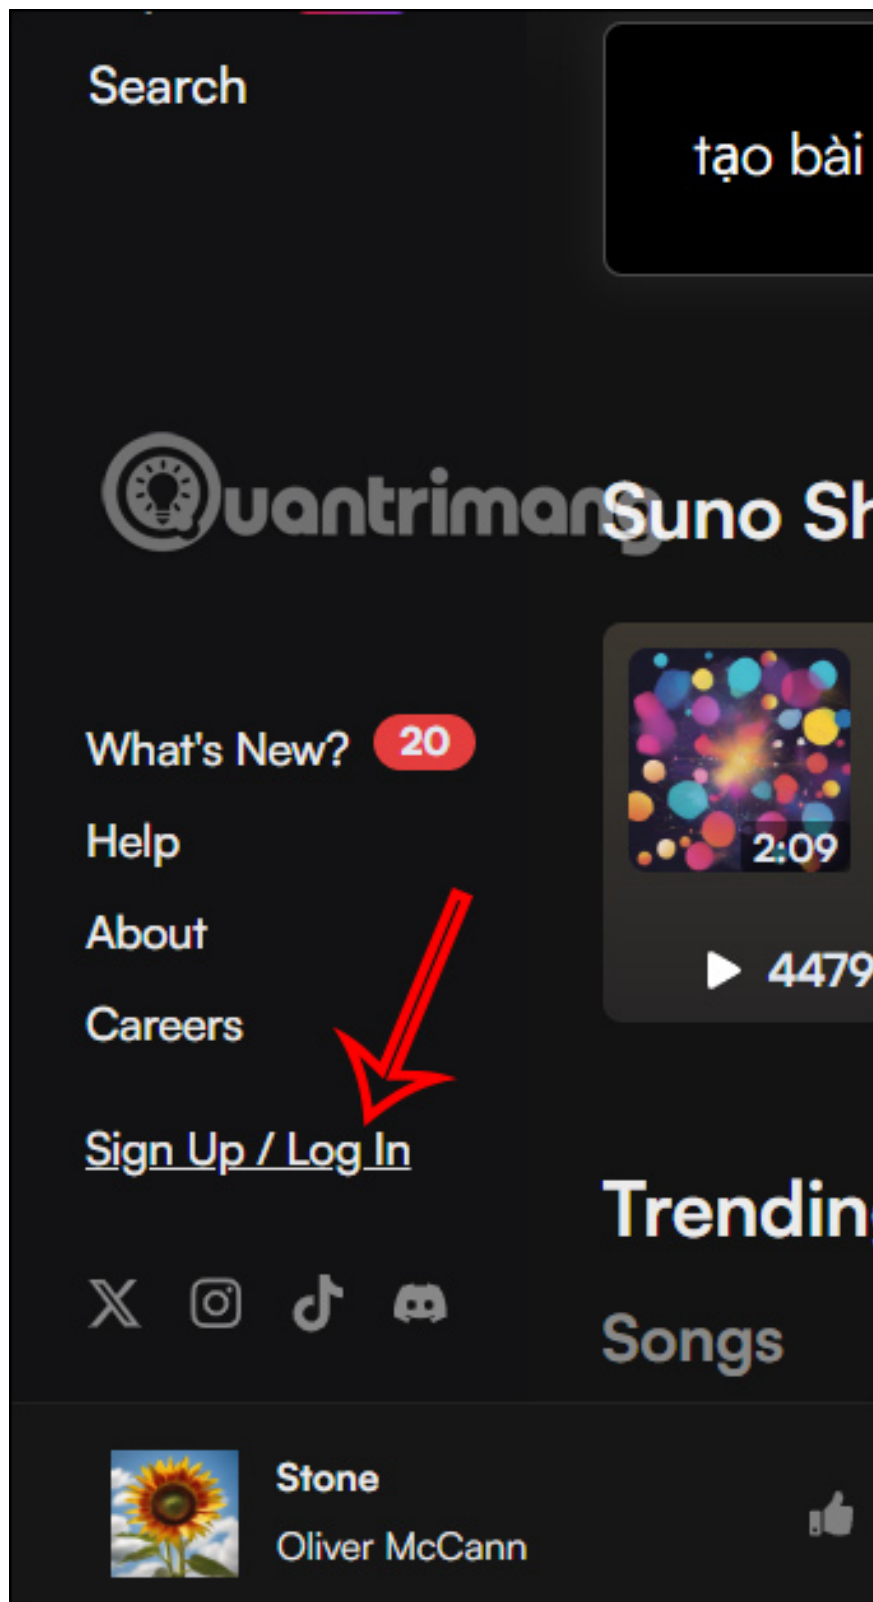 Search
tạo bài
Quantrimang
Suno Sh
What's New? 20
Help
2:09
About
4479
Careers
Sign Up / Log In
Trending
Songs
Stone
Oliver McCann